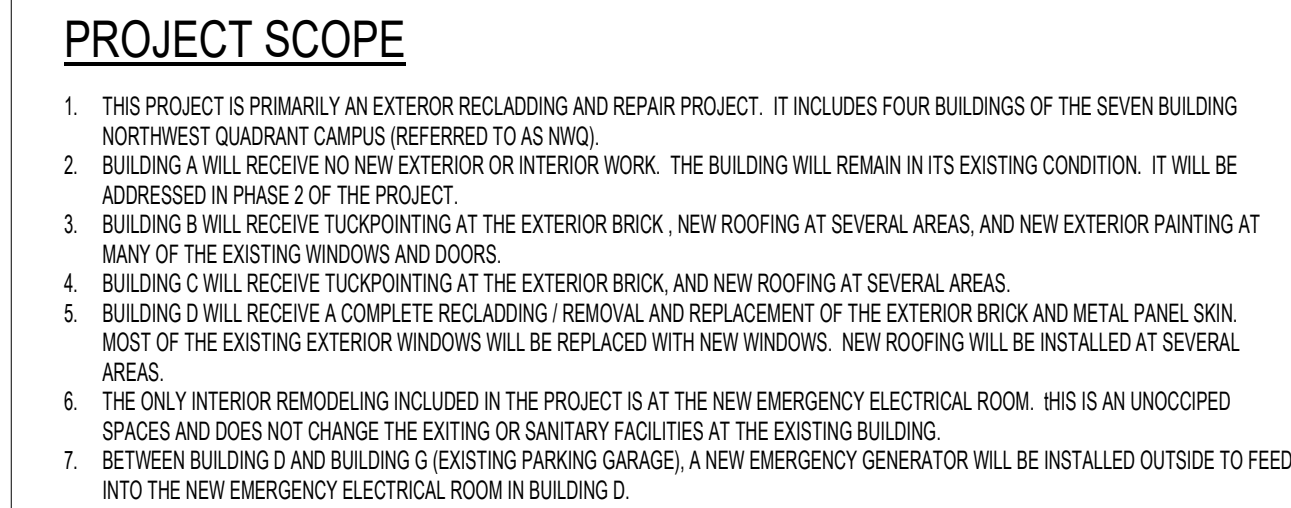 PROJECT SCOPE
1. THIS PROJECT IS PRIMARILY AN EXTEROR RECLADDING AND REPAIR PROJECT. IT INCLUDES FOUR BUILDINGS OF THE SEVEN BUILDING
NORTHWEST QUADRANT CAMPUS (REFERRED TO AS NWQ).
2. BUILDING A WILL RECEIVE NO NEW EXTERIOR OR INTERIOR WORK. THE BUILDING WILL REMAIN IN ITS EXISTING CONDITION. IT WILL BE
ADDRESSED IN PHASE 2 OF THE PROJECT.
3. BUILDING B WILL RECEIVE TUCKPOINTING AT THE EXTERIOR BRICK , NEW ROOFING AT SEVERAL AREAS, AND NEW EXTERIOR PAINTING AT
MANY OF THE EXISTING WINDOWS AND DOORS.
4. BUILDING C WILL RECEIVE TUCKPOINTING AT THE EXTERIOR BRICK, AND NEW ROOFING AT SEVERAL AREAS.
5. BUILDING D WILL RECEIVE A COMPLETE RECLADDING / REMOVAL AND REPLACEMENT OF THE EXTERIOR BRICK AND METAL PANEL SKIN.
MOST OF THE EXISTING EXTERIOR WINDOWS WILL BE REPLACED WITH NEW WINDOWS. NEW ROOFING WILL BE INSTALLED AT SEVERAL
AREAS.
6. THE ONLY INTERIOR REMODELING INCLUDED IN THE PROJECT IS AT THE NEW EMERGENCY ELECTRICAL ROOM. tHIS IS AN UNOCCIPED
SPACES AND DOES NOT CHANGE THE EXITING OR SANITARY FACILITIES AT THE EXISTING BUILDING.
7. BETWEEN BUILDING D AND BUILDING G (EXISTING PARKING GARAGE), A NEW EMERGENCY GENERATOR WILL BE INSTALLED OUTSIDE TO FEED
INTO THE NEW EMERGENCY ELECTRICAL ROOM IN BUILDING D.